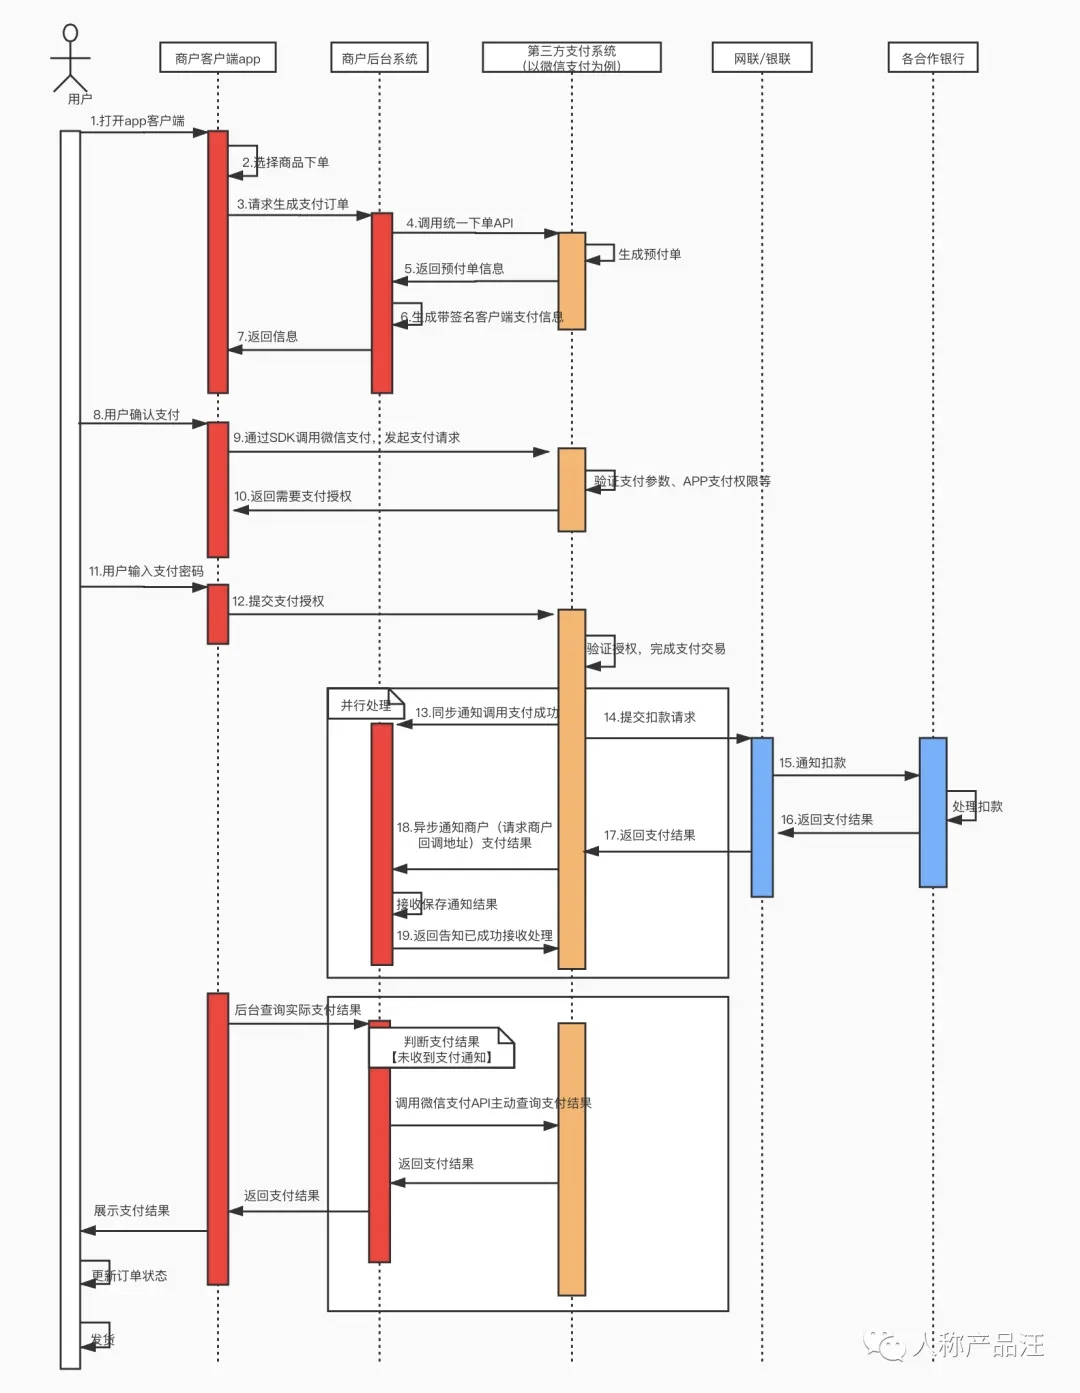 用户
商户客户端app
商户后台系统
第三方支付系统
(以微信支付为例)
网联/银联
各合作银行
1.打开app客户端
2.选择商品下单
3.请求生成支付订单
4.调用统一下单API
生成预付单
5.返回预付单信息
6.生成带签名客户端支付信息
7.返回信息
8.用户确认支付
9.通过SDK调用微信支付，发起支付请求
验证支付参数、APP支付权限等
10.返回需要支付授权
11.用户输入支付密码
12.提交支付授权
验证授权，完成支付交易
并行处理
13.同步通知调用支付成功
14.提交扣款请求
15.通知扣款
处理扣款
16.返回支付结果
17.返回支付结果
18.异步通知商户（请求商户
回调地址）支付结果
接收保存通知结果
19.返回告知已成功接收处理
后台查询实际支付结果
判断支付结果
【未收到支付通知】
调用微信支付API主动查询支付结果
返回支付结果
返回支付结果
展示支付结果
更新订单状态
发货
人称产品汪